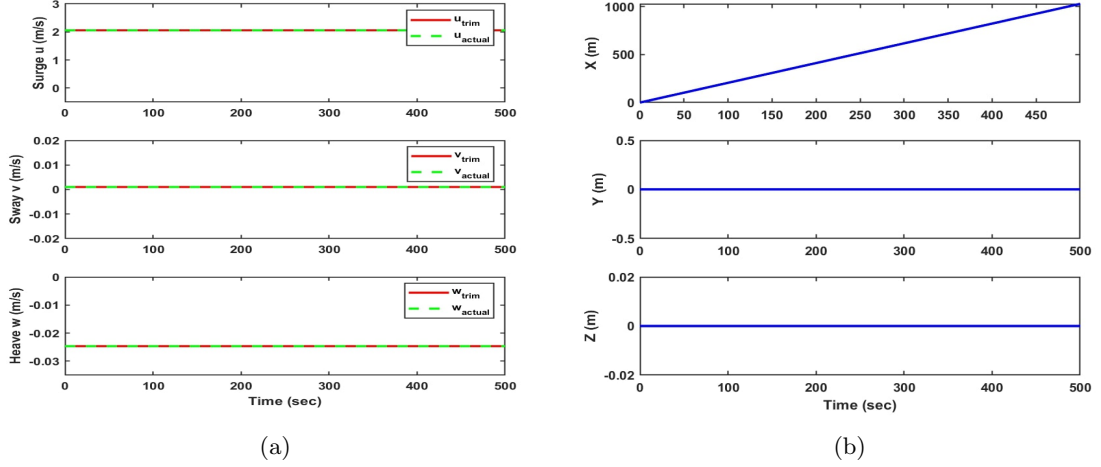 3
2
1
0
Surge u (m/s)
u_trim
u_actual
0 100 200 300 400 500
0.02
0.01
0
-0.01
-0.02
Sway v (m/s)
v_trim
v_actual
0 100 200 300 400 500
0
-0.01
-0.02
-0.03
Heave w (m/s)
w_trim
w_actual
0 100 200 300 400 500
Time (sec)
(a)
1000
500
0
X (m)
0 50 100 150 200 250 300 350 400 450
0.5
0
-0.5
Y (m)
0 100 200 300 400 500
0.02
0
-0.02
Z (m)
0 100 200 300 400 500
Time (sec)
(b)